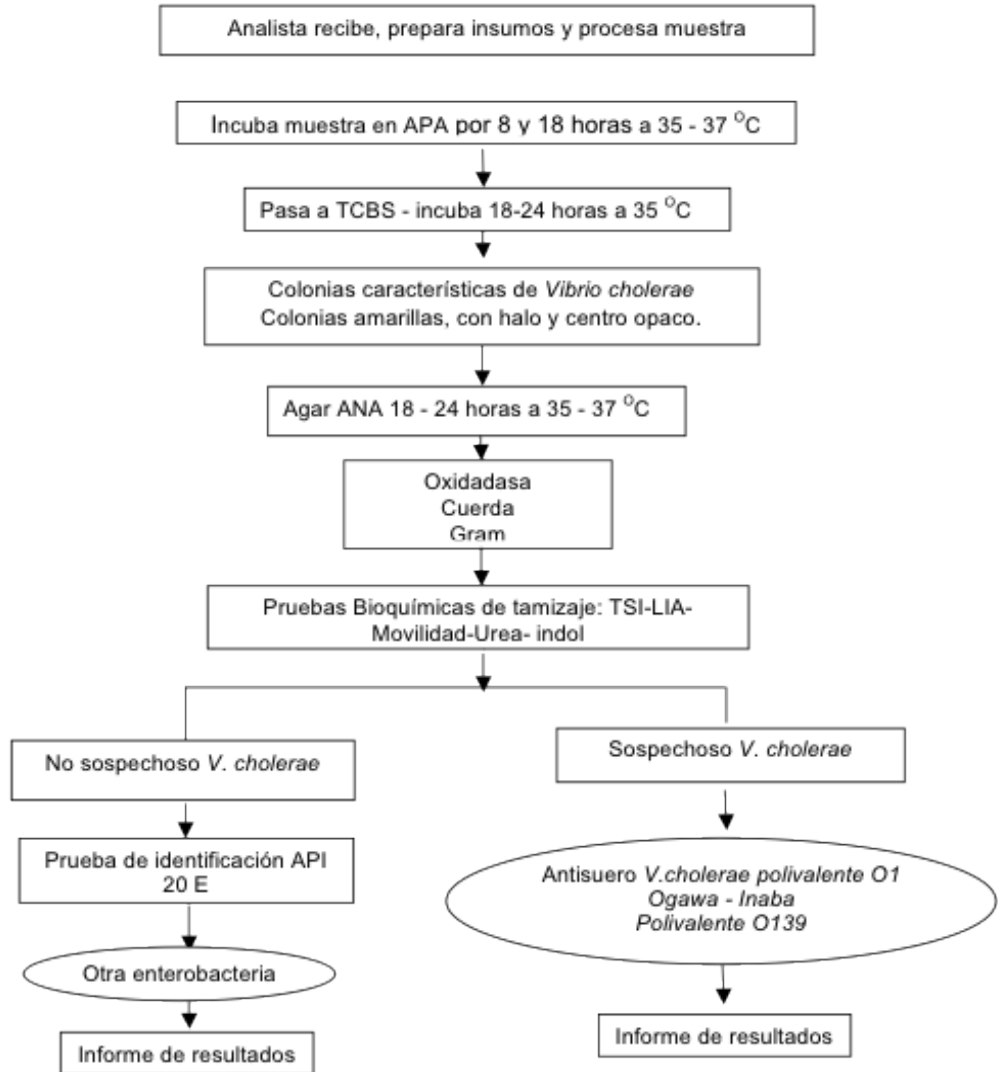 Analista recibe, prepara insumos y procesa muestra
Incuba muestra en APA por 8 y 18 horas a 35 - 37 ºC
Pasa a TCBS - incuba 18-24 horas a 35 ºC
Colonias características de Vibrio cholerae
Colonias amarillas, con halo y centro opaco.
Agar ANA 18 - 24 horas a 35 - 37 ºC
Oxidadasa
Cuerda
Gram
Pruebas Bioquímicas de tamizaje: TSI-LIA-
Movilidad-Urea- indol
No sospechoso V. cholerae
Sospechoso V. cholerae
Prueba de identificación API
20 E
Antisuero V.cholerae polivalente O1
Ogawa - Inaba
Polivalente O139
Otra enterobacteria
Informe de resultados
Informe de resultados